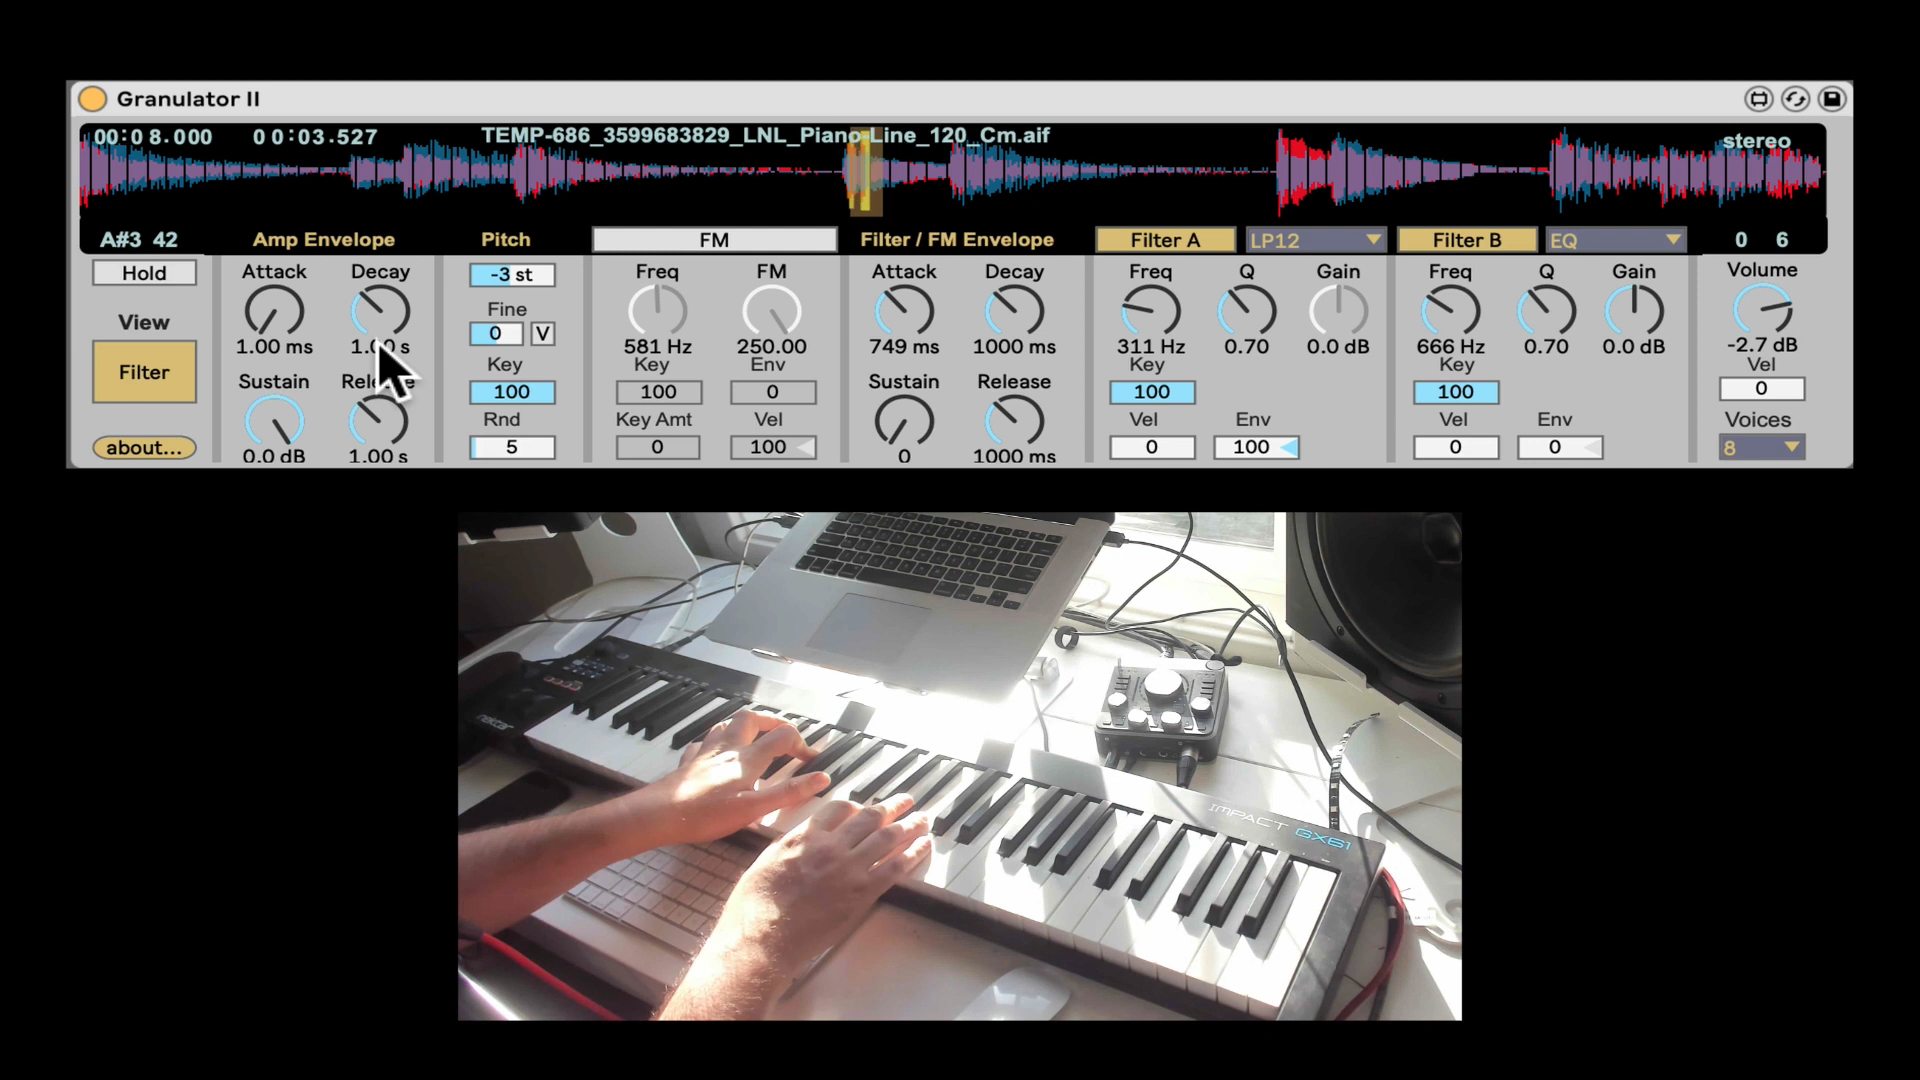 Granulator II
00:08.000 00:03.527 TEMP-686_3599683829_LNL_Piano-Line_120_Cm.aif stereo
A#3 42 Amp Envelope Pitch FM Filter / FM Envelope Filter A LP12 Filter B EQ 0 6
Hold Attack Decay -3 st Freq FM Attack Decay Freq Q Gain Freq Q Gain Volume
View Fine
0 V
1.00 ms 1.00 s 581 Hz 250.00 749 ms 1000 ms 311 Hz 0.70 0.0 dB 666 Hz 0.70 0.0 dB -2.7 dB
Filter Key Key Env Key Key Vel
Sustain Release 100 100 0 Sustain Release 100 100 0
Rnd Key Amt Vel Vel Env Vel Env Voices
about... 5 0 100 0 100 0 0 8
0.0 dB 1.00 s 0 1000 ms
nektar
IMPACT GX61